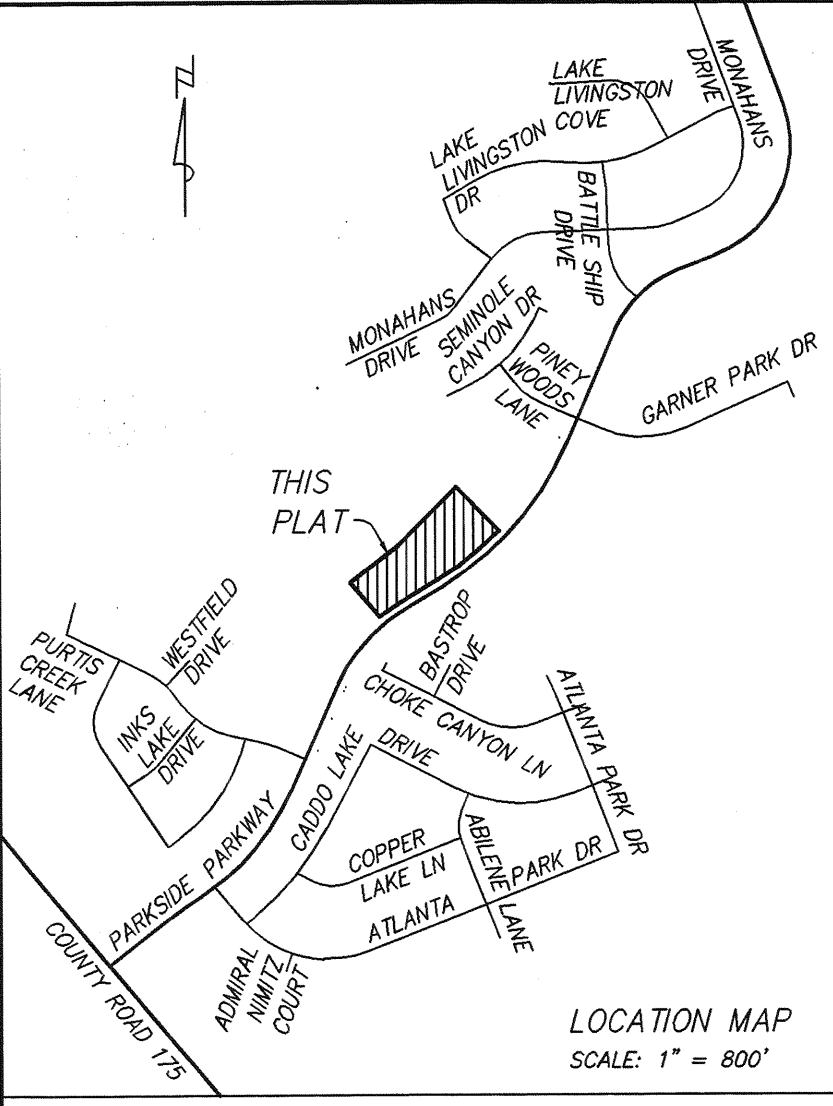 N
MONAHANS
DRIVE
LAKE
LIVINGSTON
COVE
LAKE
LIVINGSTON
DR
BATTLE SHIP
DRIVE
MONAHANS
DRIVE
SEMINOLE
CANYON DR
PINEY
WOODS
LANE
GARNER PARK DR
THIS
PLAT
WESTFIELD
DRIVE
PURTIS
CREEK
LANE
INKS
LAKE
DRIVE
BASTROP
DRIVE
CHOKE CANYON LN
ATLANTA PARK DR
CADDO LAKE
DRIVE
COPPER
LAKE LN
ABILENE
LANE
ATLANTA
PARK DR
PARKSIDE PARKWAY
ADMIRAL
NIMITZ
COURT
COUNTY ROAD 175
LOCATION MAP
SCALE: 1" = 800'